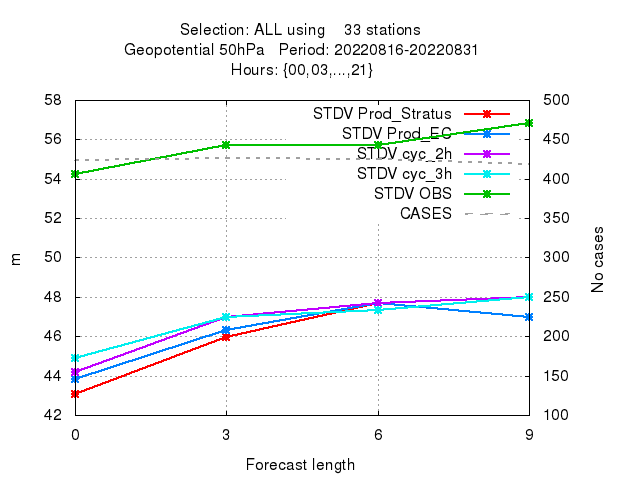 Selection: ALL using 33 stations
Geopotential 50hPa Period: 20220816-20220831
Hours: {00,03,...,21}
58
56
54
52
50
48
46
44
42
500
450
400
350
300
250
200
150
100
STDV Prod_Stratus
STDV Prod_EC
STDV cyc_2h
STDV cyc_3h
STDV OBS
CASES
m
No cases
0 3 6 9
Forecast length